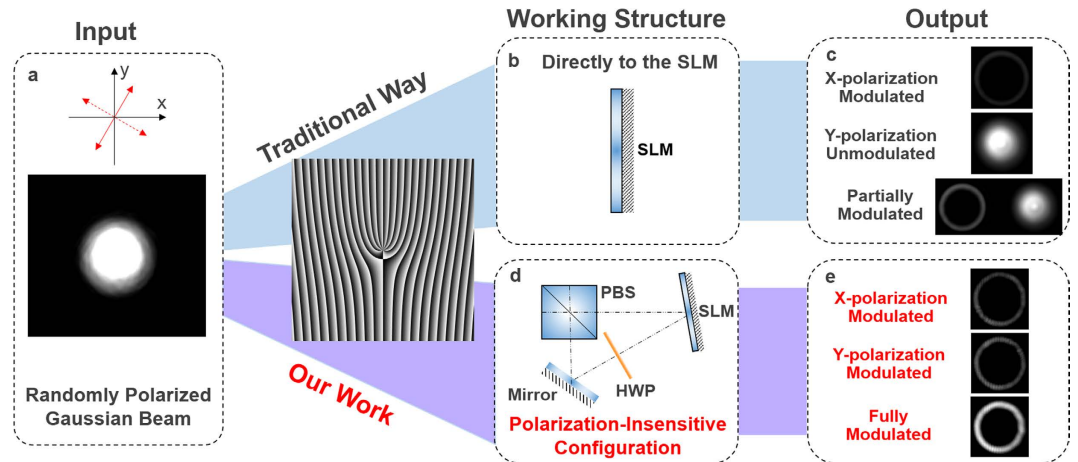 Input
Working Structure
Output
a
y
x
Randomly Polarized
Gaussian Beam
Traditional Way
Our Work
b
Directly to the SLM
SLM
c
X-polarization
Modulated
Y-polarization
Unmodulated
Partially
Modulated
d
PBS
SLM
Mirror
HWP
Polarization-Insensitive
Configuration
e
X-polarization
Modulated
Y-polarization
Modulated
Fully
Modulated